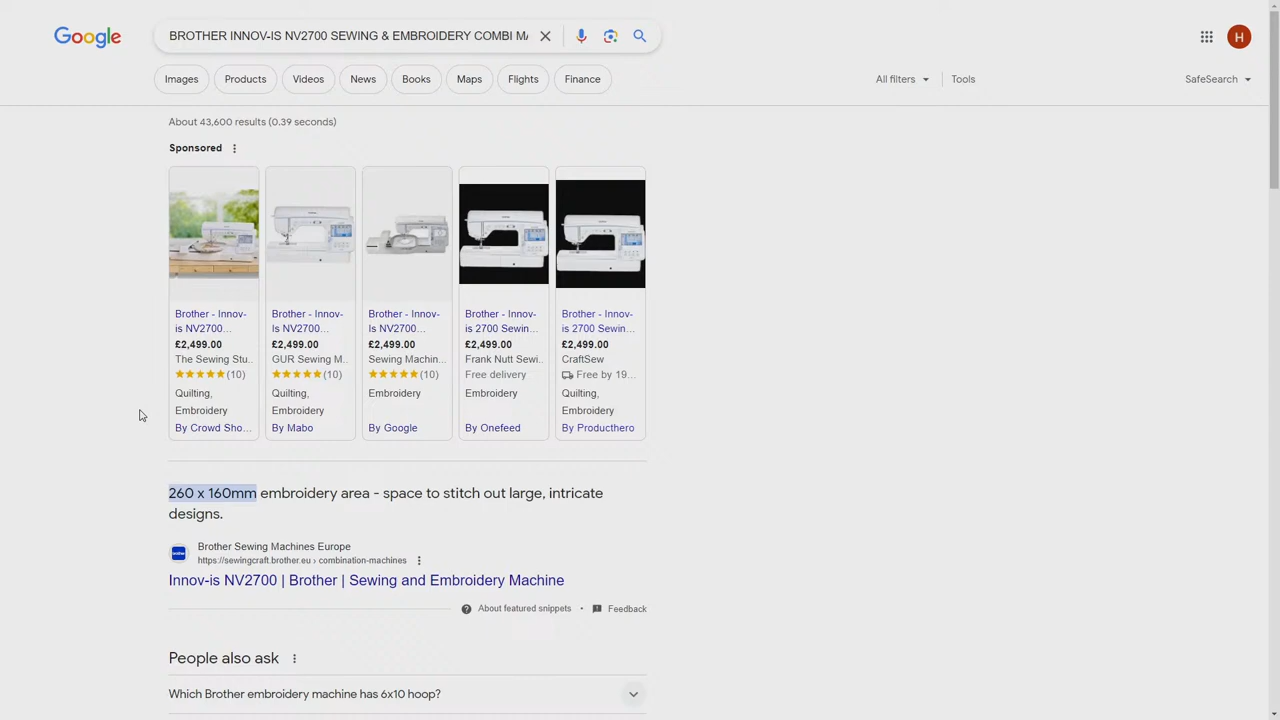 Google
BROTHER INNOV-IS NV2700 SEWING & EMBROIDERY COMBI MA
H
Images
Products
Videos
News
Books
Maps
Flights
Finance
All filters
Tools
SafeSearch
About 43,600 results (0.39 seconds)
Sponsored
Brother - Innov-
is NV2700...
£2,499.00
The Sewing Stu..
(10)
Quilting,
Embroidery
By Crowd Sho...
Brother - Innov-
Is NV2700...
£2,499.00
GUR Sewing M..
(10)
Quilting,
Embroidery
By Mabo
Brother - Innov-
Is NV2700...
£2,499.00
Sewing Machin...
(10)
Embroidery
By Google
Brother - Innov-
is 2700 Sewin...
£2,499.00
Frank Nutt Sewi..
Free delivery
Embroidery
By Onefeed
Brother - Innov-
is 2700 Sewin...
£2,499.00
CraftSew
Free by 19...
Quilting,
Embroidery
By Producthero
260 x 160mm embroidery area - space to stitch out large, intricate
designs.
Brother Sewing Machines Europe
https://sewingcraft.brother.eu › combination-machines
Innov-is NV2700 | Brother | Sewing and Embroidery Machine
About featured snippets • Feedback
People also ask
Which Brother embroidery machine has 6x10 hoop?